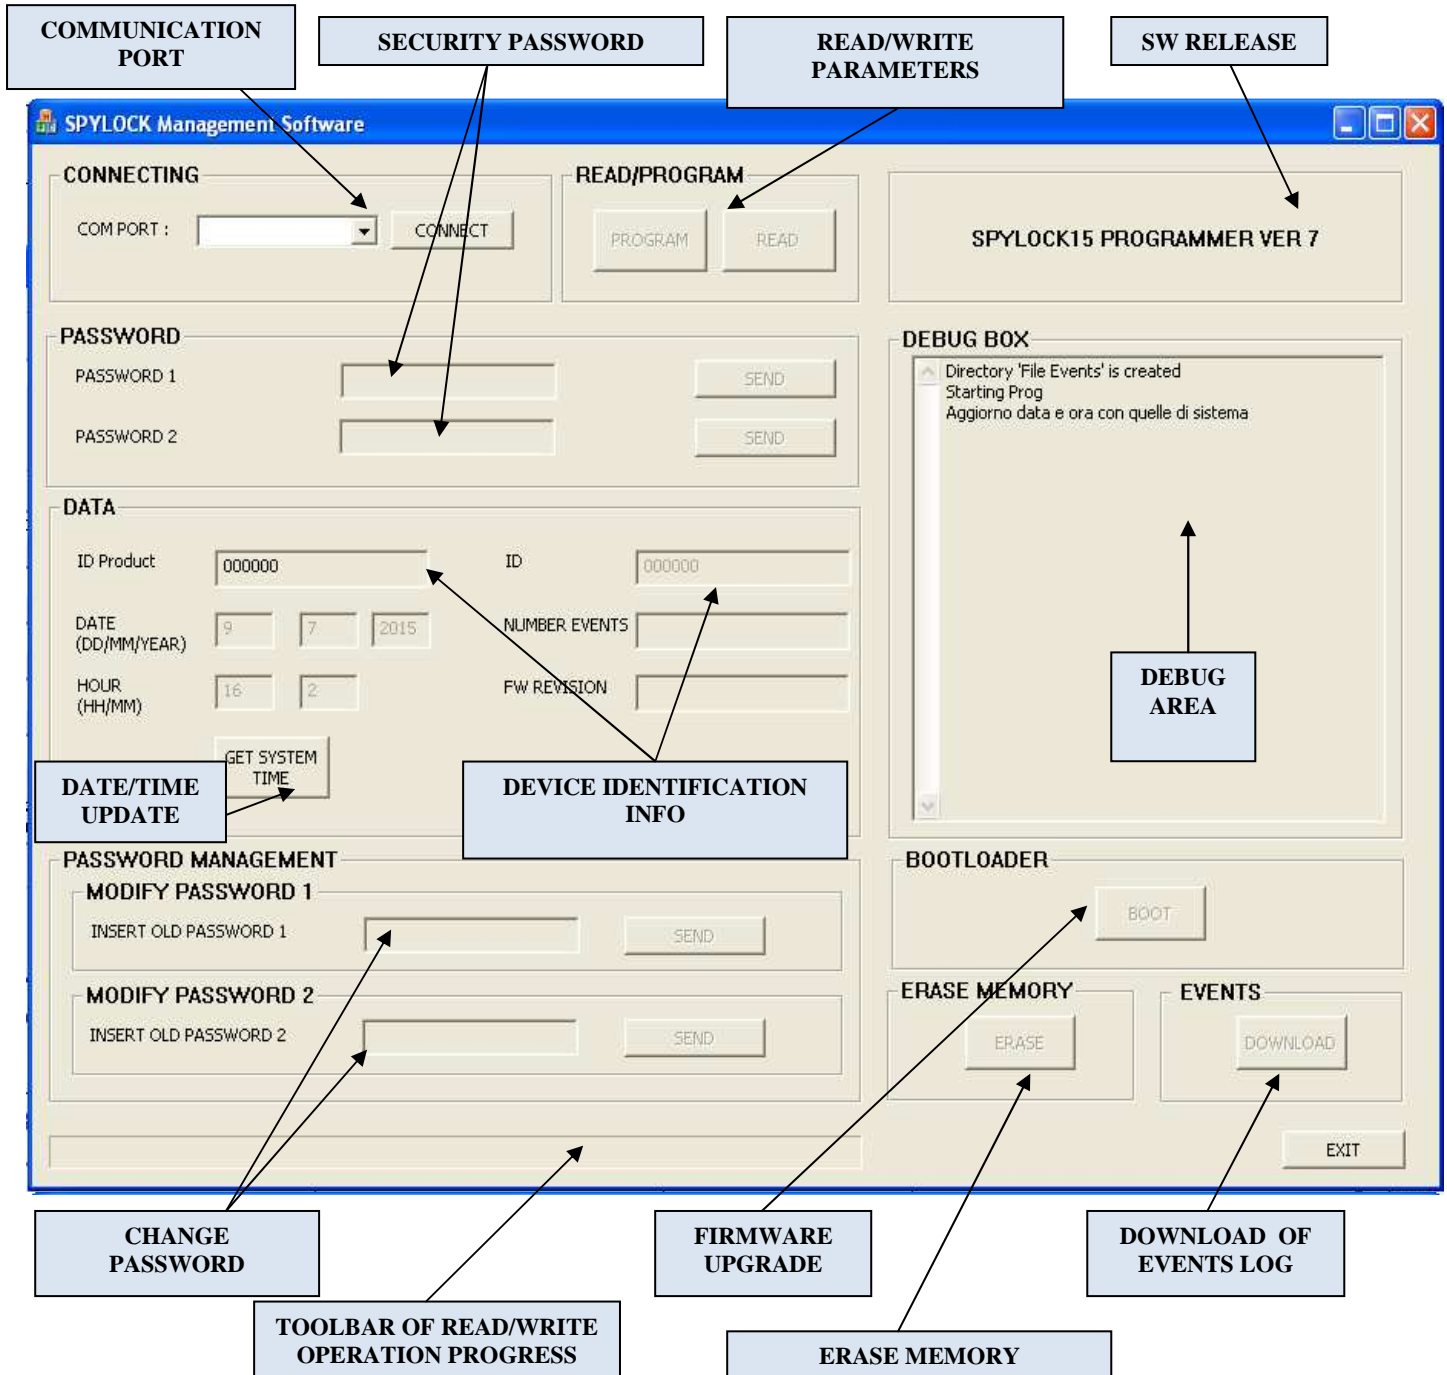 COMMUNICATION
PORT
SECURITY PASSWORD
READ/WRITE
PARAMETERS
SW RELEASE
SPYLOCK Management Software
CONNECTING
COM PORT :
CONNECT
READ/PROGRAM
PROGRAM
READ
SPYLOCK15 PROGRAMMER VER 7
PASSWORD
PASSWORD 1
SEND
PASSWORD 2
SEND
DEBUG BOX
Directory 'File Events' is created
Starting Prog
Aggiorno data e ora con quelle di sistema
DEBUG
AREA
DATA
ID Product
000000
ID
000000
DATE
(DD/MM/YEAR)
9
7
2015
NUMBER EVENTS
HOUR
(HH/MM)
16
2
FW REVISION
GET SYSTEM
TIME
DATE/TIME
UPDATE
DEVICE IDENTIFICATION
INFO
PASSWORD MANAGEMENT
MODIFY PASSWORD 1
INSERT OLD PASSWORD 1
SEND
MODIFY PASSWORD 2
INSERT OLD PASSWORD 2
SEND
BOOTLOADER
BOOT
ERASE MEMORY
ERASE
EVENTS
DOWNLOAD
EXIT
CHANGE
PASSWORD
FIRMWARE
UPGRADE
DOWNLOAD OF
EVENTS LOG
TOOLBAR OF READ/WRITE
OPERATION PROGRESS
ERASE MEMORY